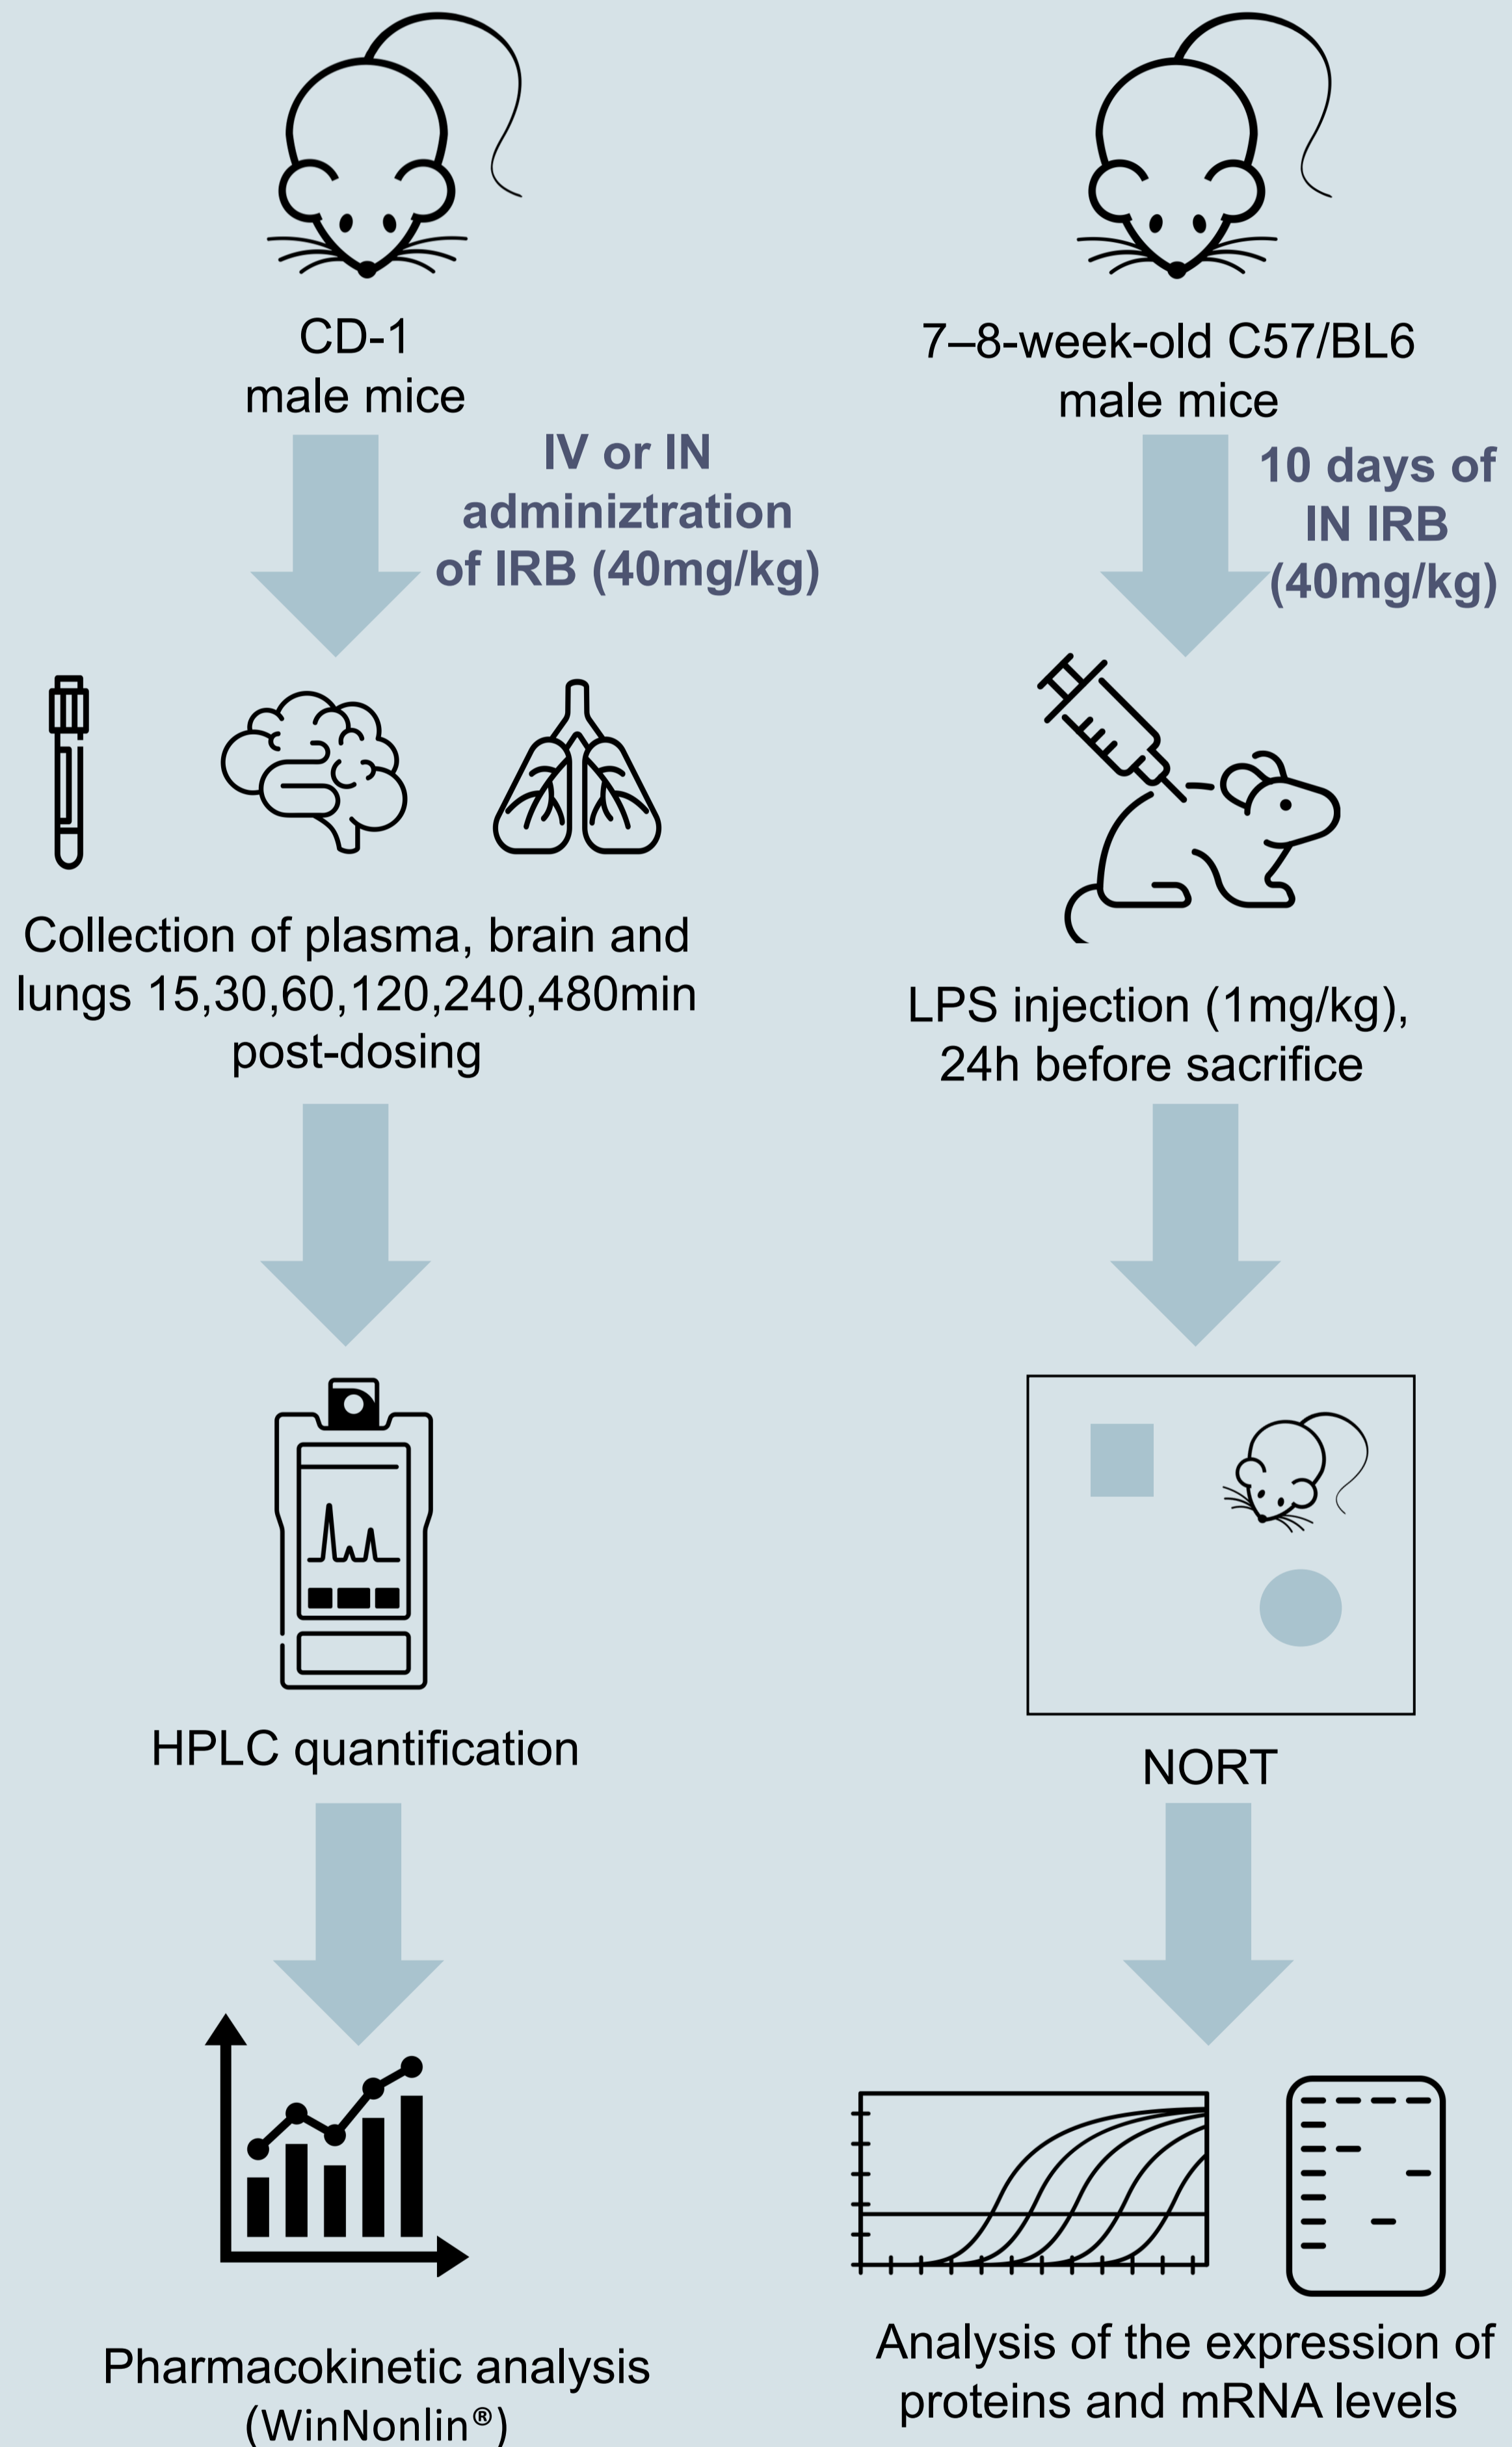 CD-1
male mice
IV or IN
adminiztration
of IRB (40mg/kg)
Collection of plasma, brain and
lungs 15,30,60,120,240,480min
post-dosing
HPLC quantification
Pharmacokinetic analysis
(WinNonlin®)
7–8-week-old C57/BL6
male mice
10 days of
IN IRB
(40mg/kg)
LPS injection (1mg/kg),
24h before sacrifice
NORT
Analysis of the expression of
proteins and mRNA levels